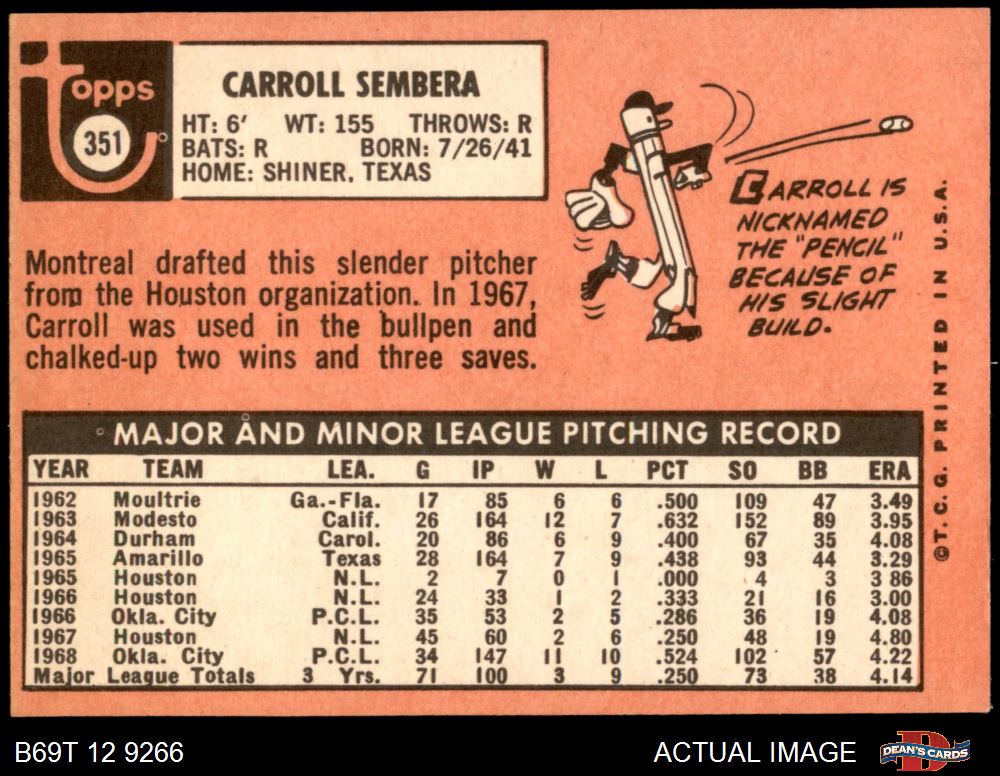 Topps
351
CARROLL SEMBERA
HT: 6' WT: 155 THROWS: R
BATS: R BORN: 7/26/41
HOME: SHINER, TEXAS
Montreal drafted this slender pitcher
from the Houston organization. In 1967,
Carroll was used in the bullpen and
chalked-up two wins and three saves.
CARROLL IS
NICKNAMED
THE "PENCIL"
BECAUSE OF
HIS SLIGHT
BUILD.
©T.C.G. PRINTED IN U.S.A.
MAJOR AND MINOR LEAGUE PITCHING RECORD
YEAR TEAM LEA. G IP W L PCT SO BB ERA
1962 Moultrie Ga.-Fla. 17 85 6 6 .500 109 47 3.49
1963 Modesto Calif. 26 164 12 7 .632 152 89 3.95
1964 Durham Carol. 20 86 6 9 .400 67 35 4.08
1965 Amarillo Texas 28 164 7 9 .438 93 44 3.29
1965 Houston N.L. 2 7 0 1 .000 4 3 3 86
1966 Houston N.L. 24 33 1 2 .333 21 16 3.00
1966 Okla. City P.C.L. 35 53 2 5 .286 36 19 4.08
1967 Houston N.L. 45 60 2 6 .250 48 19 4.80
1968 Okla. City P.C.L. 34 147 11 10 .524 102 57 4.22
Major League Totals 3 Yrs. 71 100 3 9 .250 73 38 4.14
B69T 12 9266
ACTUAL IMAGE
DEAN'S CARDS